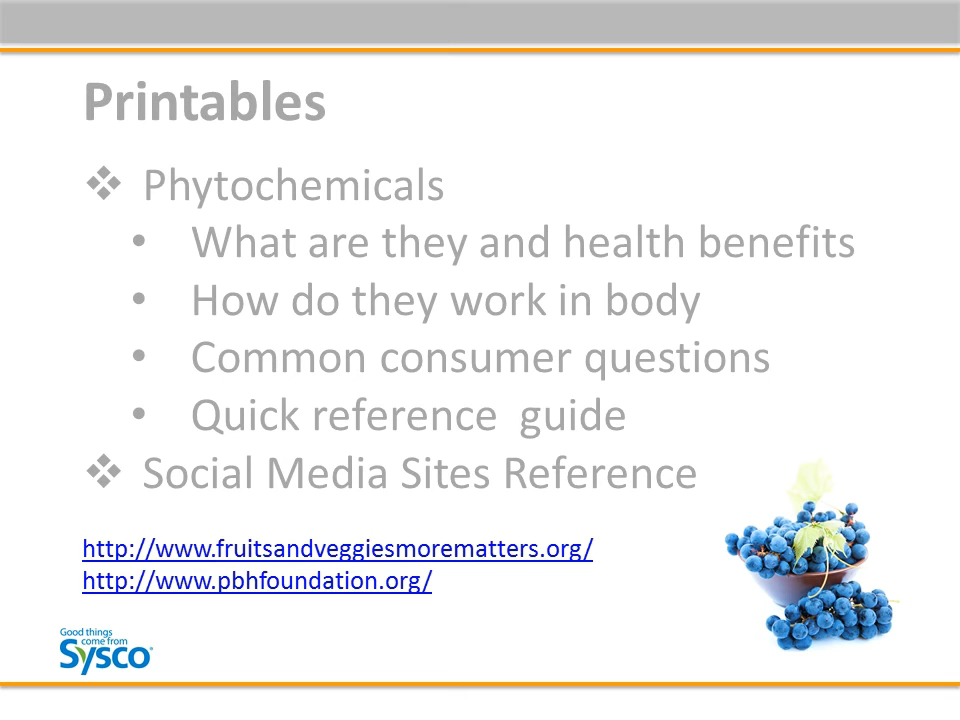 Printables
❖ Phytochemicals
• What are they and health benefits
• How do they work in body
• Common consumer questions
• Quick reference  guide
❖ Social Media Sites Reference
http://www.fruitsandveggiesmorematters.org/
http://www.pbhfoundation.org/
Good things
come from
Sysco